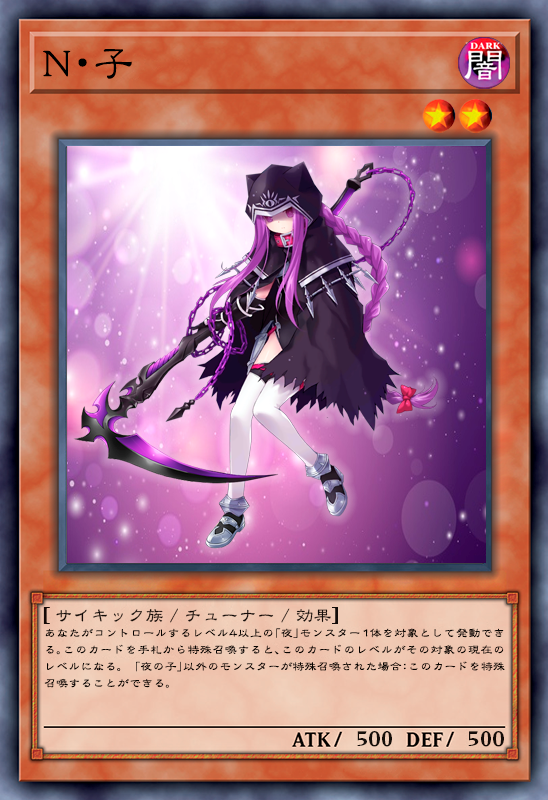 N・子
DARK
闇
[サイキック族/チューナー/効果]
あなたがコントロールするレベル4以上の「夜」モンスター1体を対象として発動でき
る。このカードを手札から特殊召喚すると、このカードのレベルがその対象の現在の
レベルになる。「夜の子」以外のモンスターが特殊召喚された場合:このカードを特殊
召喚することができる。
ATK/ 500 DEF/ 500